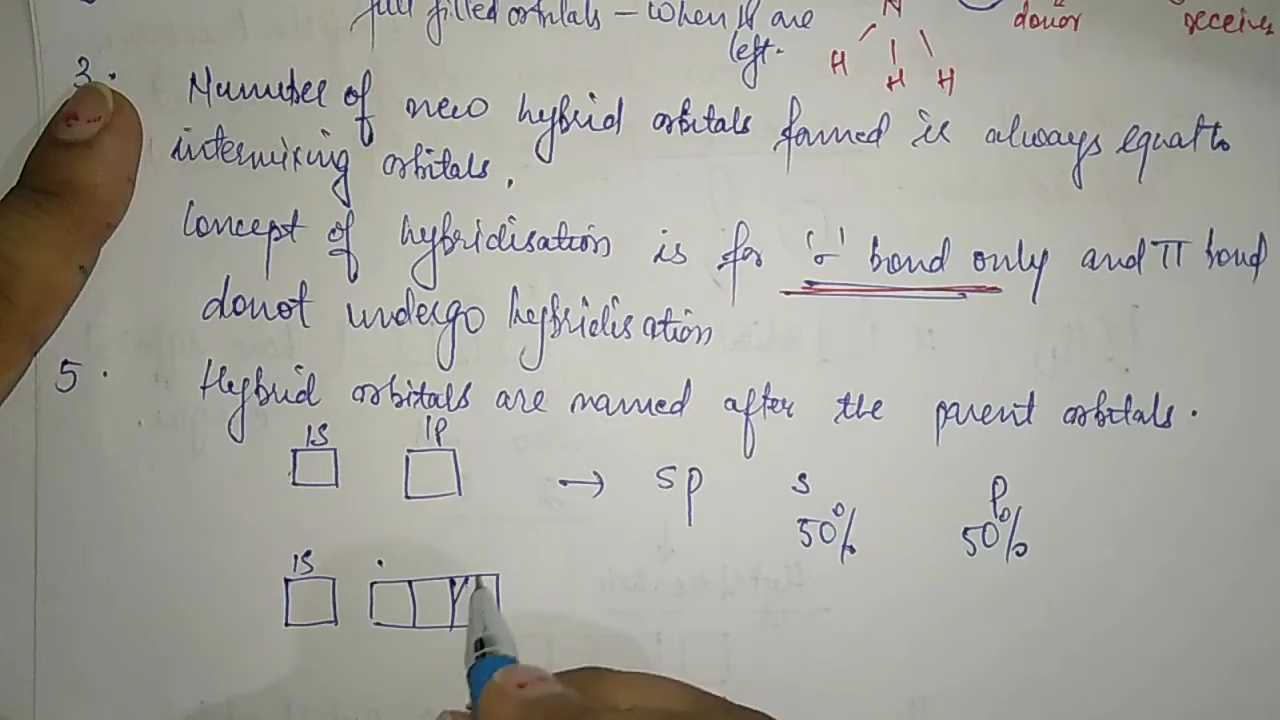 full filled orbitals – when lp are
left.
N
H H H
donor
receiver
3. Number of new hybrid orbitals formed is always equal to
intermixing orbitals.
Concept of hybridisation is for 'σ' bond only and π bond
donot undergo hybridisation
5. Hybrid orbitals are named after the parent orbitals.
1S 1P → sp S P
50% 50%
1S